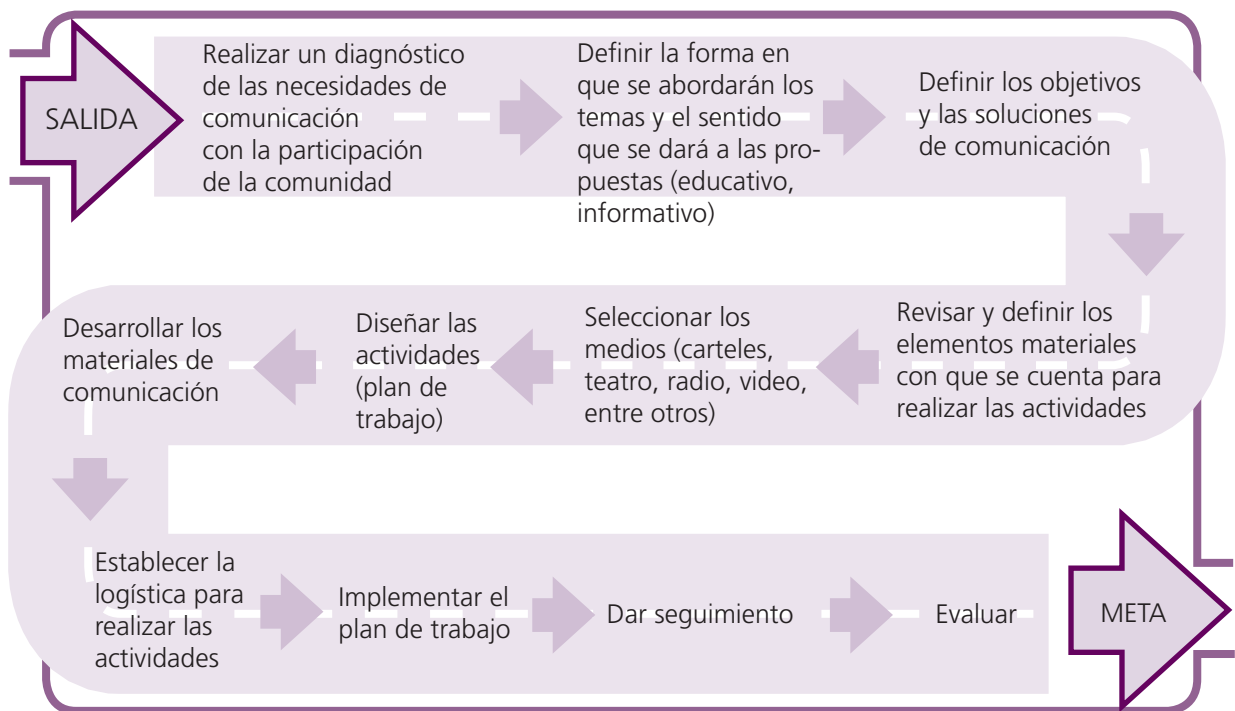 SALIDA
Realizar un diagnóstico
de las necesidades de
comunicación
con la participación
de la comunidad
Definir la forma en
que se abordarán los
temas y el sentido
que se dará a las pro-
puestas (educativo,
informativo)
Definir los objetivos
y las soluciones
de comunicación
Revisar y definir los
elementos materiales
con que se cuenta para
realizar las actividades
Seleccionar los
medios (carteles,
teatro, radio, video,
entre otros)
Diseñar las
actividades
(plan de
trabajo)
Desarrollar los
materiales de
comunicación
Establecer la
logística para
realizar las
actividades
Implementar el
plan de trabajo
Dar seguimiento
Evaluar
META